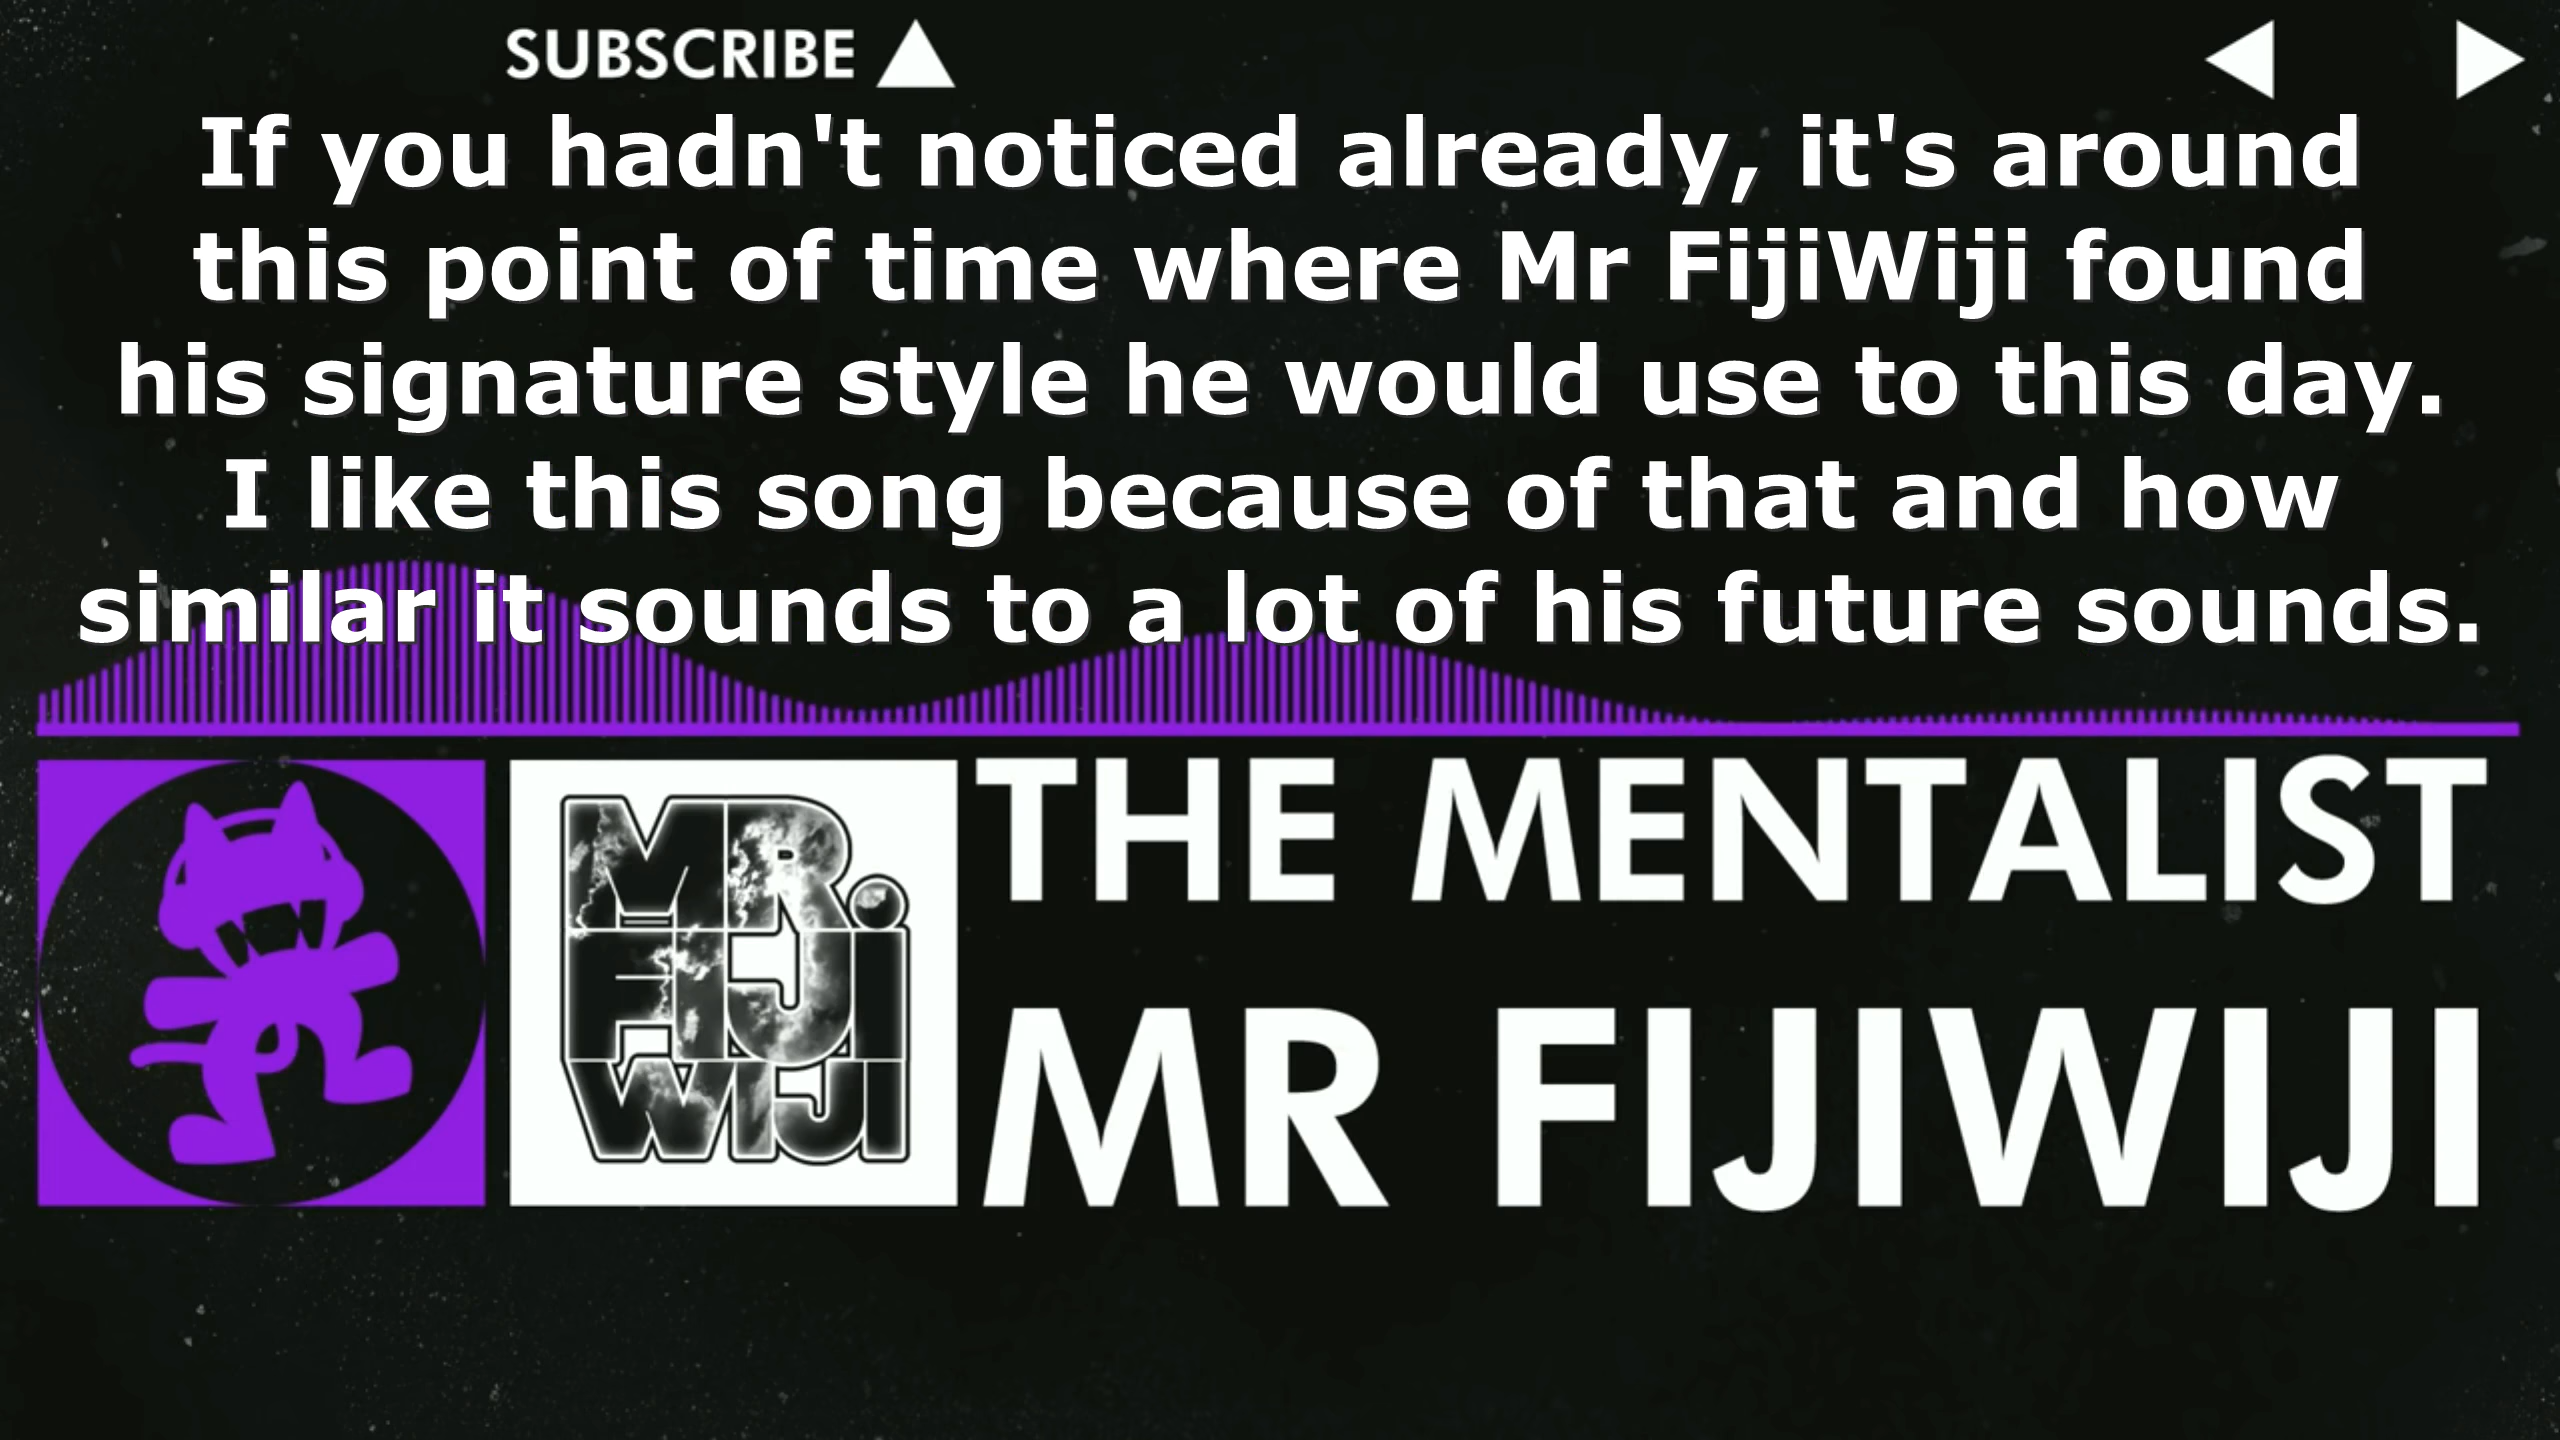 SUBSCRIBE
If you hadn't noticed already, it's around
this point of time where Mr FijiWiji found
his signature style he would use to this day.
I like this song because of that and how
similar it sounds to a lot of his future sounds.
MR.
FIJI
WIJI
THE MENTALIST
MR FIJIWIJI